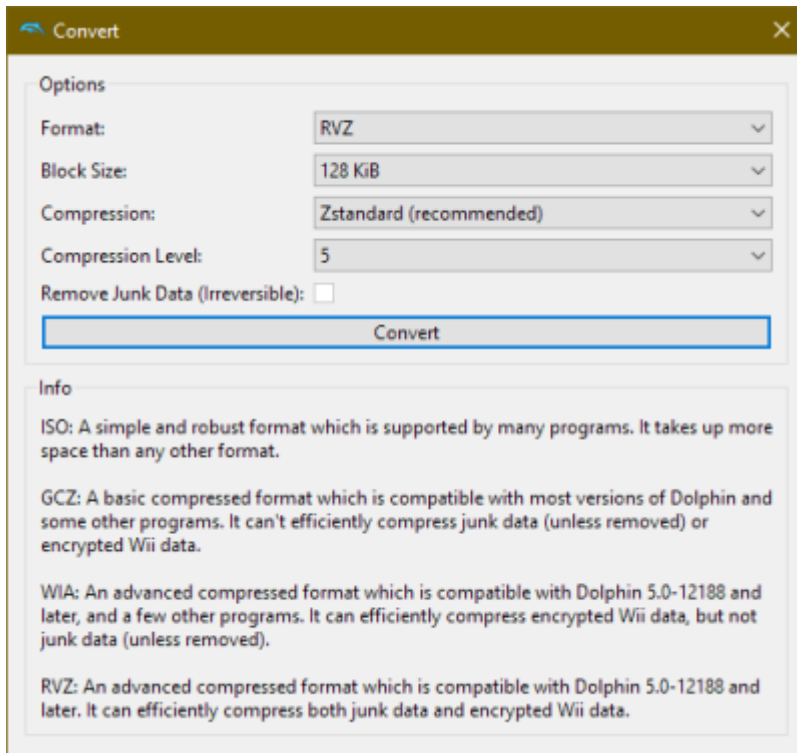 Convert
Options
Format:
RVZ
Block Size:
128 KiB
Compression:
Zstandard (recommended)
Compression Level:
5
Remove Junk Data (Irreversible):
Convert
Info
ISO: A simple and robust format which is supported by many programs. It takes up more
space than any other format.
GCZ: A basic compressed format which is compatible with most versions of Dolphin and
some other programs. It can't efficiently compress junk data (unless removed) or
encrypted Wii data.
WIA: An advanced compressed format which is compatible with Dolphin 5.0-12188 and
later, and a few other programs. It can efficiently compress encrypted Wii data, but not
junk data (unless removed).
RVZ: An advanced compressed format which is compatible with Dolphin 5.0-12188 and
later. It can efficiently compress both junk data and encrypted Wii data.